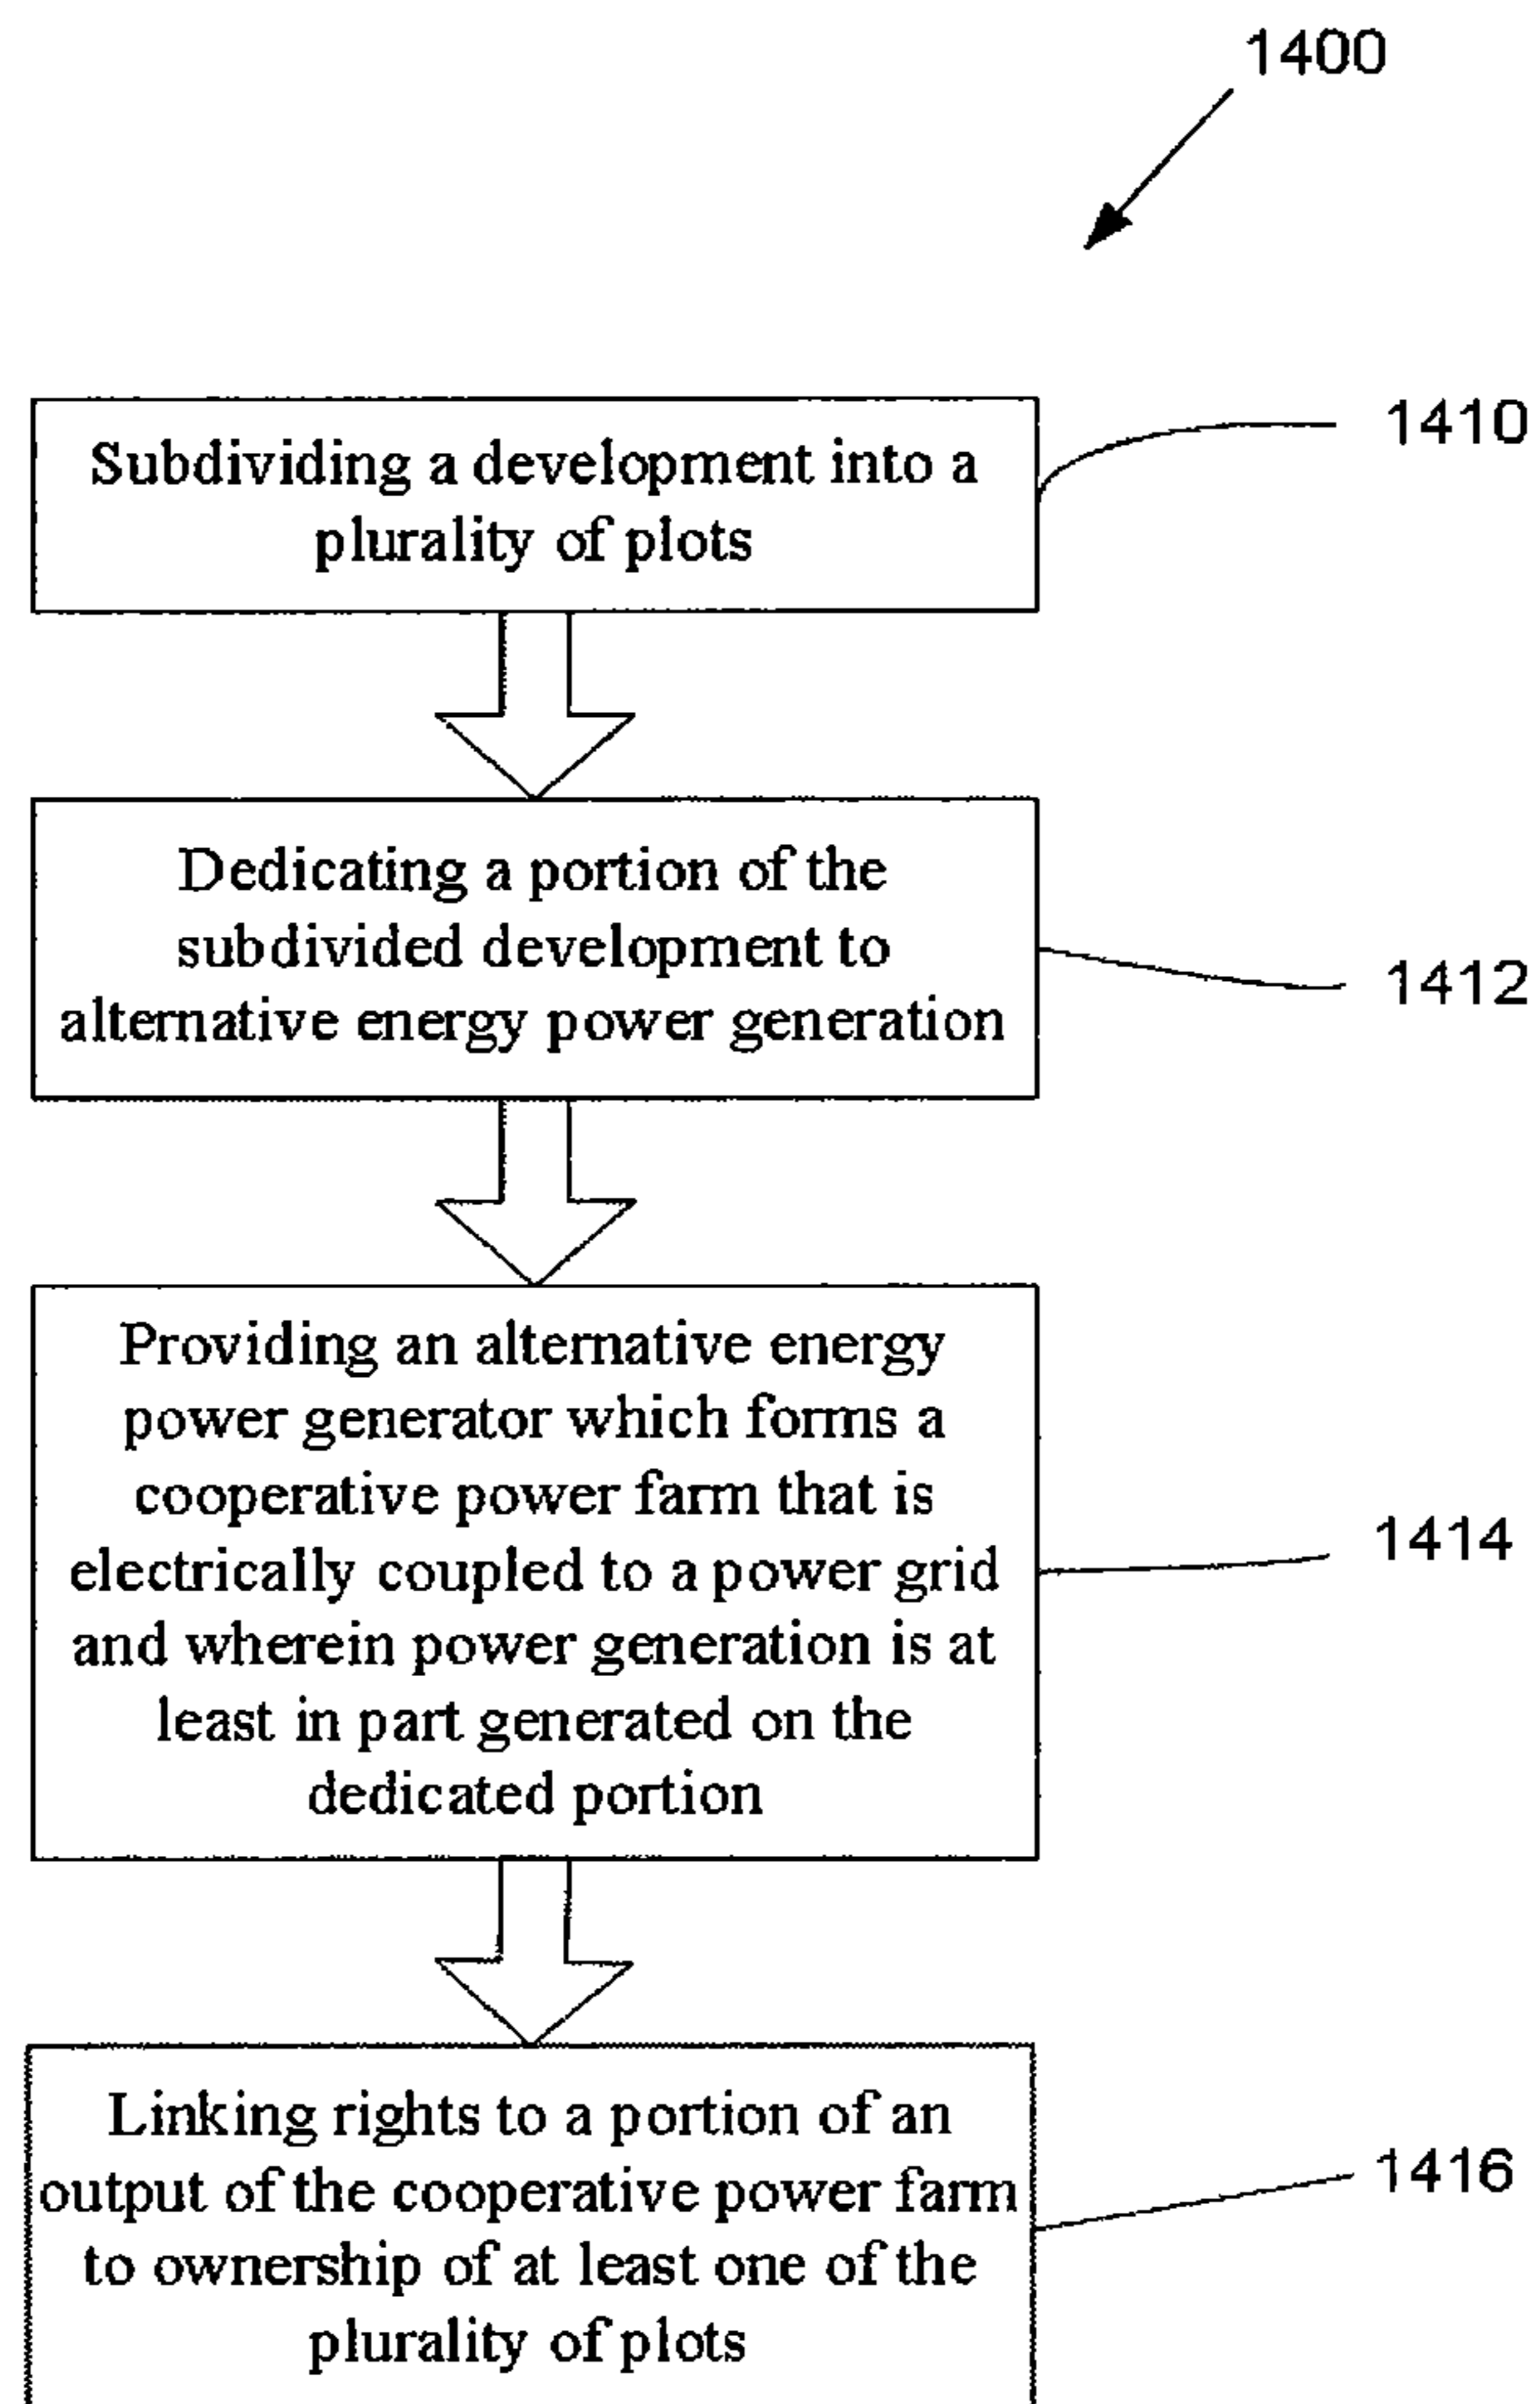 1400
Subdividing a development into a
plurality of plots
1410
Dedicating a portion of the
subdivided development to
alternative energy power generation
1412
Providing an alternative energy
power generator which forms a
cooperative power farm that is
electrically coupled to a power grid
and wherein power generation is at
least in part generated on the
dedicated portion
1414
Linking rights to a portion of an
output of the cooperative power farm
to ownership of at least one of the
plurality of plots
1416